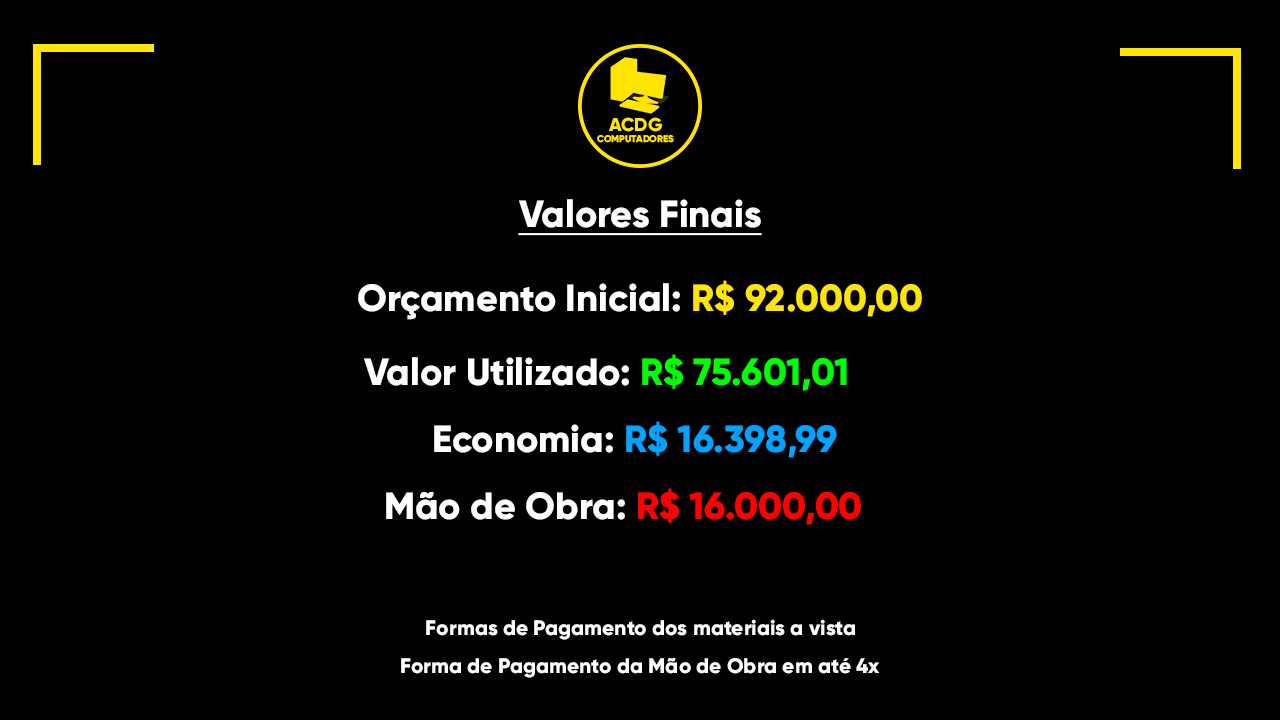 ACDG
COMPUTADORES
Valores Finais
Orçamento Inicial: R$ 92.000,00
Valor Utilizado: R$ 75.601,01
Economia: R$ 16.398,99
Mão de Obra: R$ 16.000,00
Formas de Pagamento dos materiais a vista
Forma de Pagamento da Mão de Obra em até 4x